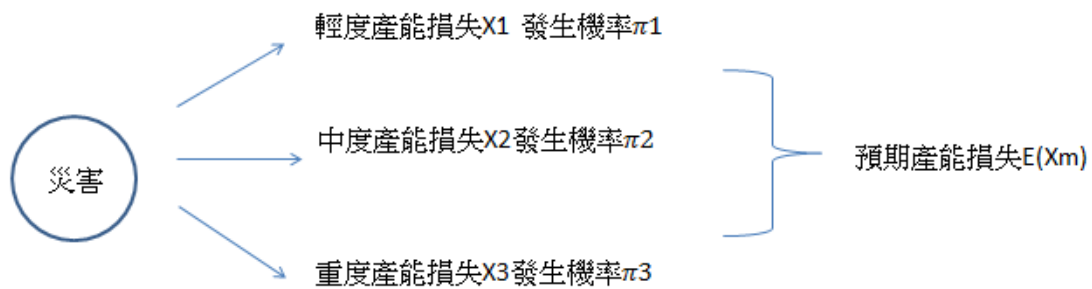 輕度產能損失X1 發生機率π1
中度產能損失X2發生機率π2
災害
預期產能損失E(Xm)
重度產能損失X3發生機率π3